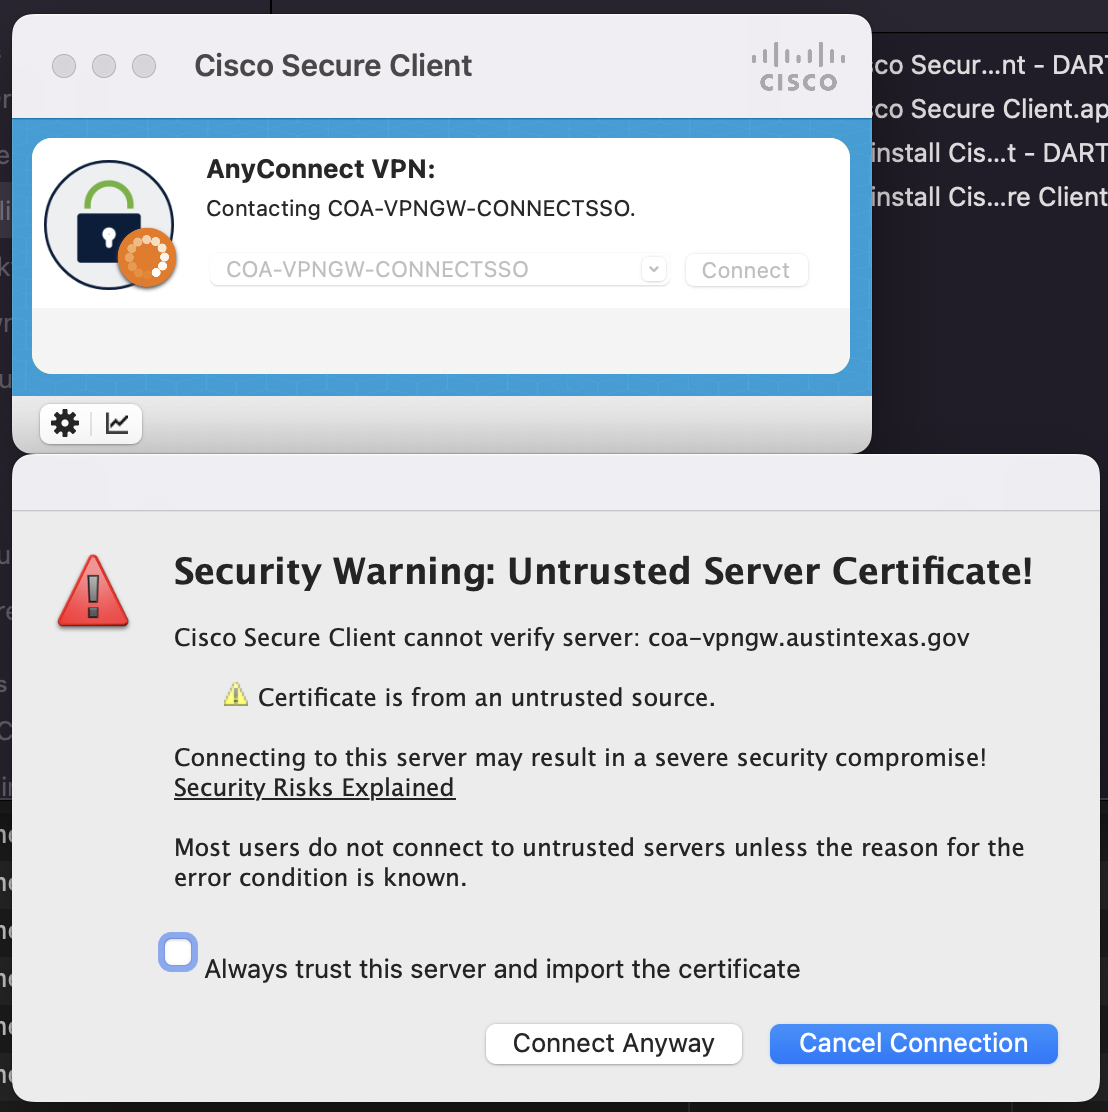 Cisco Secure Client
CISCO
AnyConnect VPN:
Contacting COA-VPNGW-CONNECTSSO.
COA-VPNGW-CONNECTSSO
Connect
sco Secur...nt - DART
sco Secure Client.ap
install Cis...t - DART
install Cis...re Client
Security Warning: Untrusted Server Certificate!
Cisco Secure Client cannot verify server: coa-vpngw.austintexas.gov
Certificate is from an untrusted source.
Connecting to this server may result in a severe security compromise!
Security Risks Explained
Most users do not connect to untrusted servers unless the reason for the
error condition is known.
Always trust this server and import the certificate
Connect Anyway
Cancel Connection